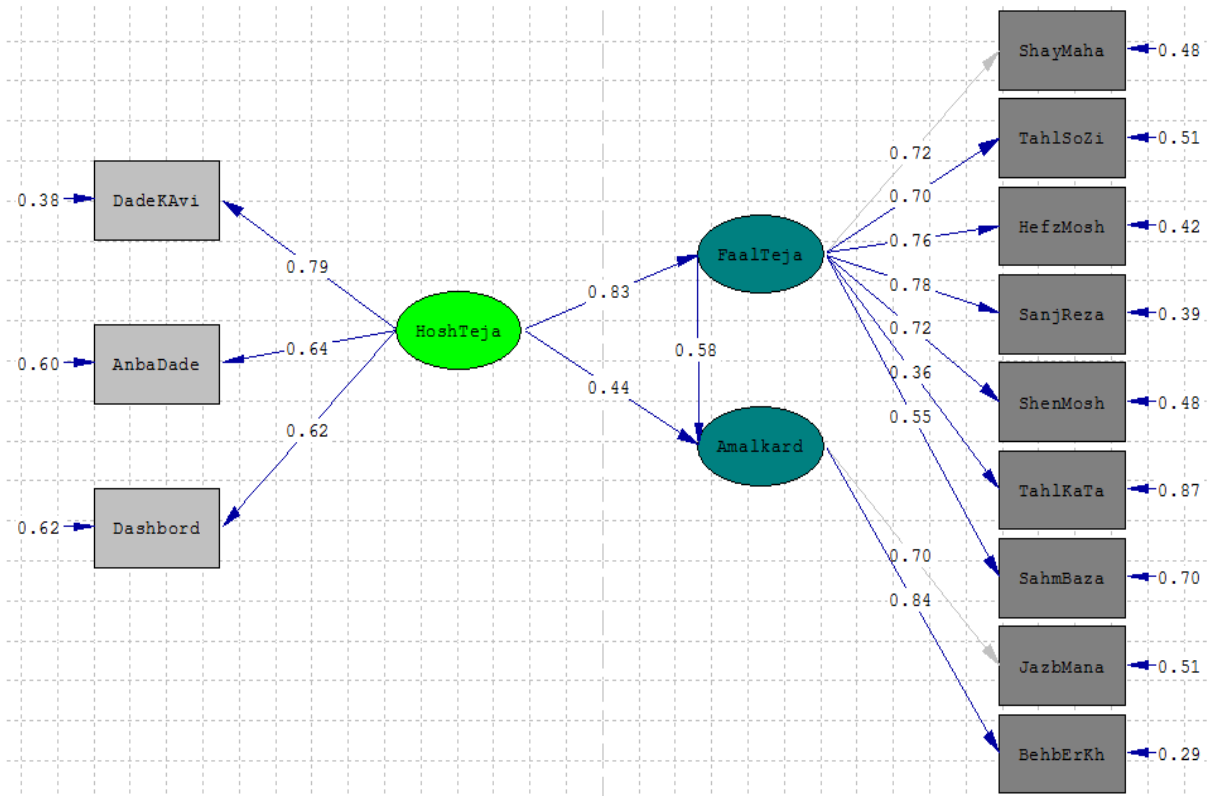 ShayMaha
0.48
TahlSoZi
0.51
HefzMosh
0.42
SanjReza
0.39
ShenMosh
0.48
TahlKaTa
0.87
SahmBaza
0.70
JazbMana
0.51
BehbErKh
0.29
0.38
DadeKAvi
0.60
AnbaDade
0.62
Dashbord
0.79
0.64
0.62
HoshTeja
0.83
0.44
FaalTeja
0.58
Amalkard
0.72
0.70
0.76
0.78
0.72
0.36
0.55
0.70
0.84